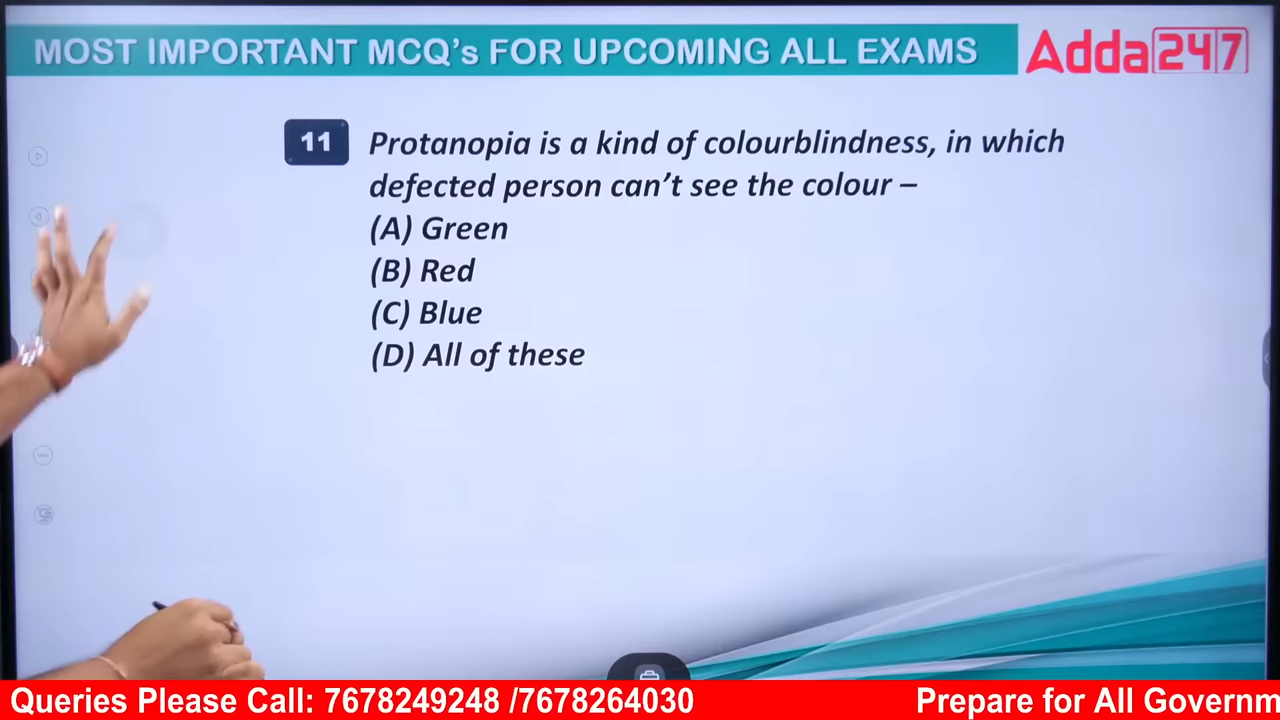 MOST IMPORTANT MCQ's FOR UPCOMING ALL EXAMS
Adda247
11
Protanopia is a kind of colourblindness, in which
defected person can't see the colour –
(A) Green
(B) Red
(C) Blue
(D) All of these
Queries Please Call: 7678249248 /7678264030
Prepare for All Governm